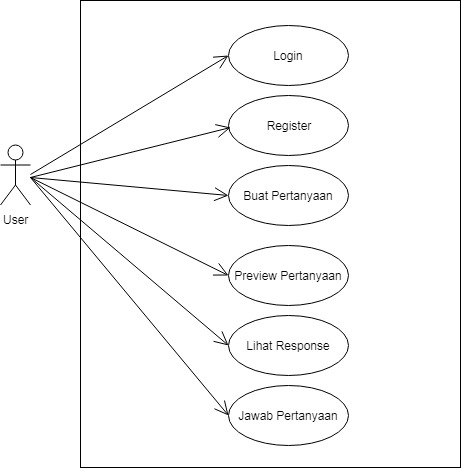 Login
Register
Buat Pertanyaan
User
Preview Pertanyaan
Lihat Response
Jawab Pertanyaan